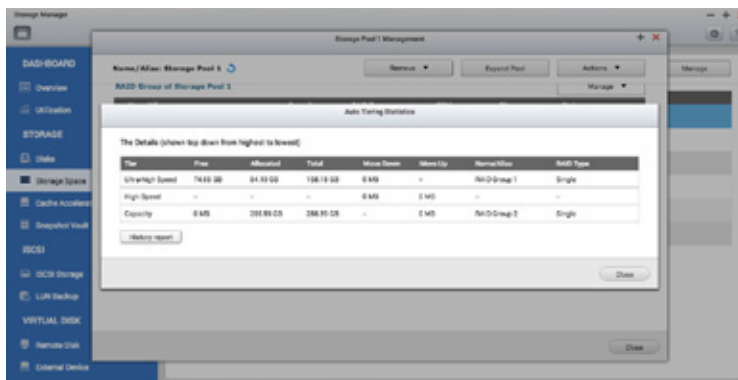 Storage Manager
Storage Pool 1 Management
DASHBOARD
Overview
Utilization
STORAGE
Disks
Storage Space
Cache Accelerat
Snapshot Vault
iSCSI
iSCSI Storage
LUN Backup
VIRTUAL DISK
Remote Disk
External Device
Name/Alias: Storage Pool 1
Remove
Expand Pool
Actions
Manage
RAID Group of Storage Pool 1
Manage
Auto Tiering Statistics
The Details (shown top down from highest to lowest)
Tier Free Allocated Total Move Down Move Up Name/Alias RAID Type
Ultra-High Speed 0 MB - RAID Group 1 Single
High Speed - - - 0 MB 0 MB - -
Capacity 0 MB - 0 MB RAID Group 2 Single
History report
Close
Close